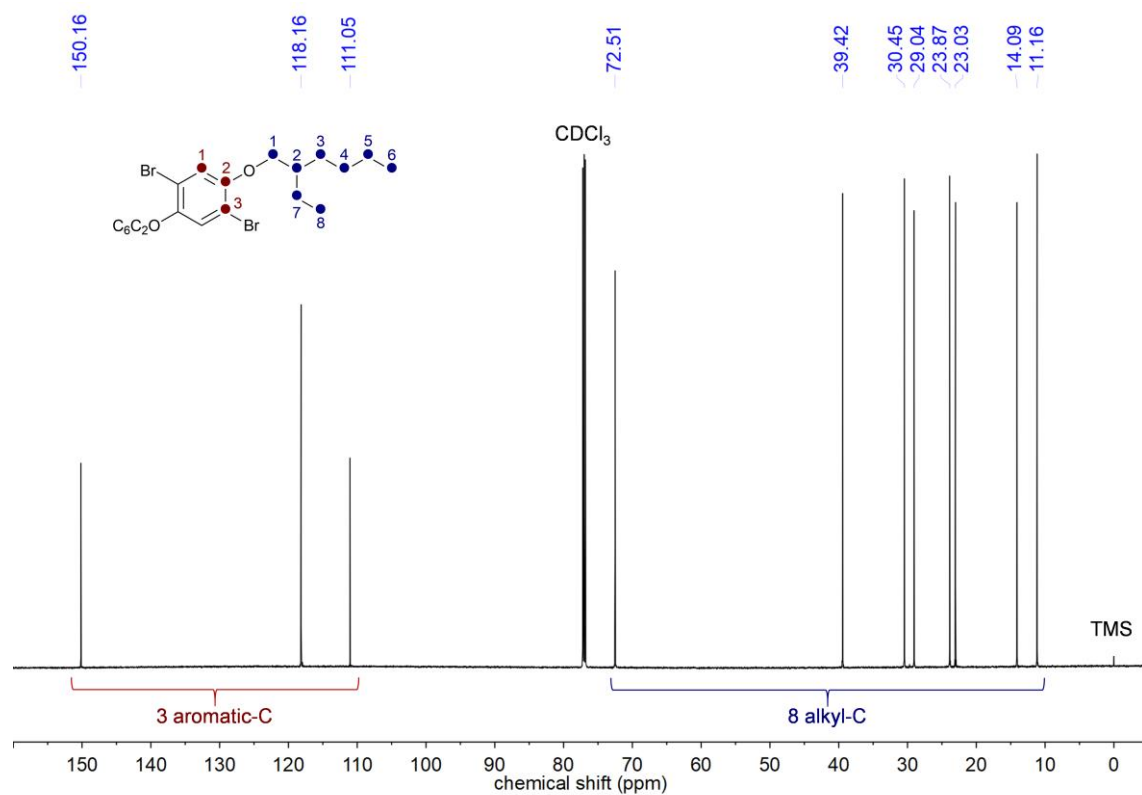 150.16
118.16
111.05
72.51
39.42
30.45
29.04
23.87
23.03
14.09
11.16
CDCl3
1
2
3
4
5
6
7
8
1
2
3
Br
O
Br
C6C2O
TMS
3 aromatic-C
8 alkyl-C
150 140 130 120 110 100 90 80 70 60 50 40 30 20 10 0
chemical shift (ppm)